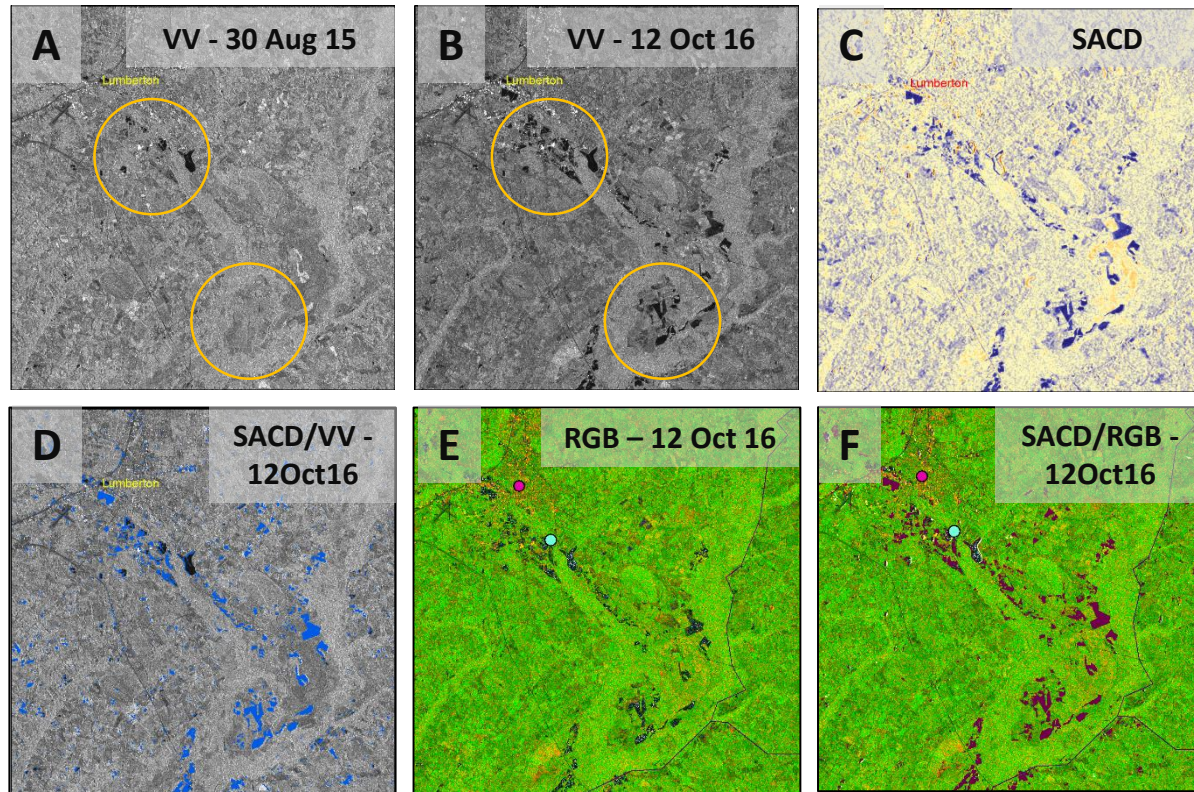 A
VV - 30 Aug 15
Lumberton
B
VV - 12 Oct 16
Lumberton
C
SACD
Lumberton
D
SACD/VV -
12Oct16
Lumberton
E
RGB – 12 Oct 16
F
SACD/RGB -
12Oct16